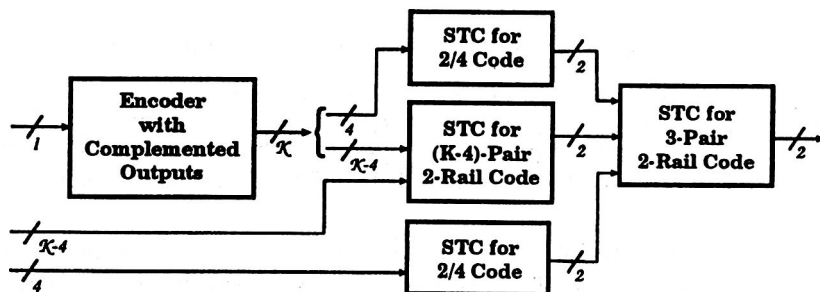 STC for
2/4 Code
2
Encoder
with
Complemented
Outputs
I
K
4
K-4
STC for
(K-4)-Pair
2-Rail Code
2
STC for
3-Pair
2-Rail Code
2
K-4
4
STC for
2/4 Code
2